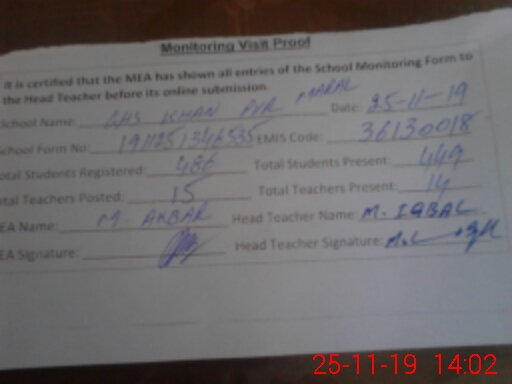 Monitoring Visit Proof
It is certified that the MEA has shown all entries of the School Monitoring Form to
the Head Teacher before its online submission.
School Name: GHS KHAN PUR MARAL Date: 25-11-19
School Form No: EMIS Code: 36130018
Total Students Registered: 486 Total Students Present: 449
Total Teachers Posted: 15 Total Teachers Present: 14
MEA Name: M. AKBAR Head Teacher Name: M. IQBAL
MEA Signature: Head Teacher Signature:
25-11-19 14:02